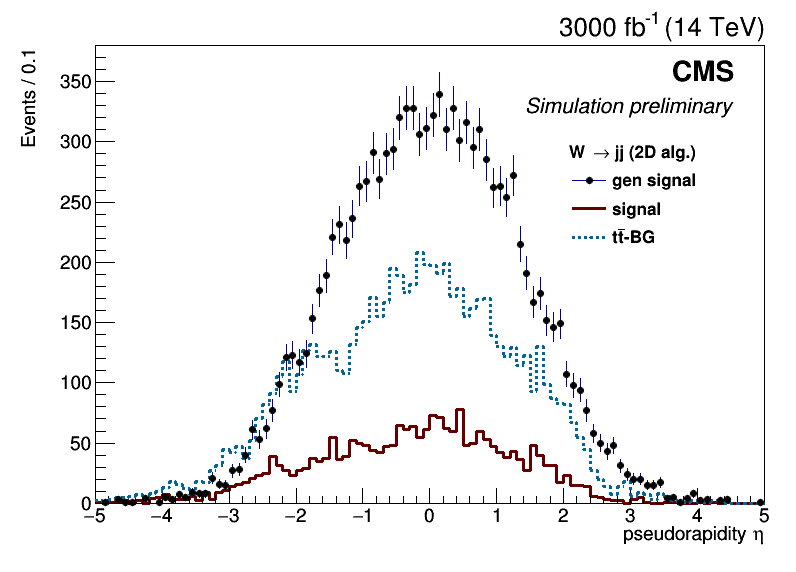 3000 fb⁻¹ (14 TeV)
Events / 0.1
CMS
Simulation preliminary
W → jj (2D alg.)
gen signal
signal
tt̄-BG
350
300
250
200
150
100
50
0
−5 −4 −3 −2 −1 0 1 2 3 4 5
pseudorapidity η